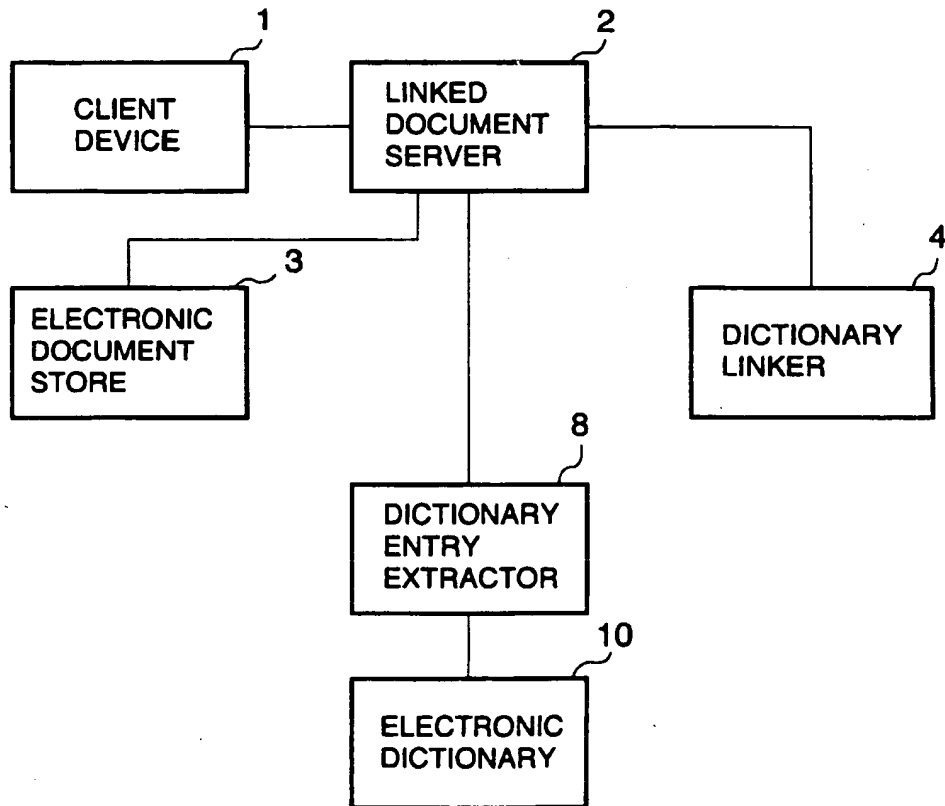 1
CLIENT
DEVICE
2
LINKED
DOCUMENT
SERVER
3
ELECTRONIC
DOCUMENT
STORE
4
DICTIONARY
LINKER
8
DICTIONARY
ENTRY
EXTRACTOR
10
ELECTRONIC
DICTIONARY